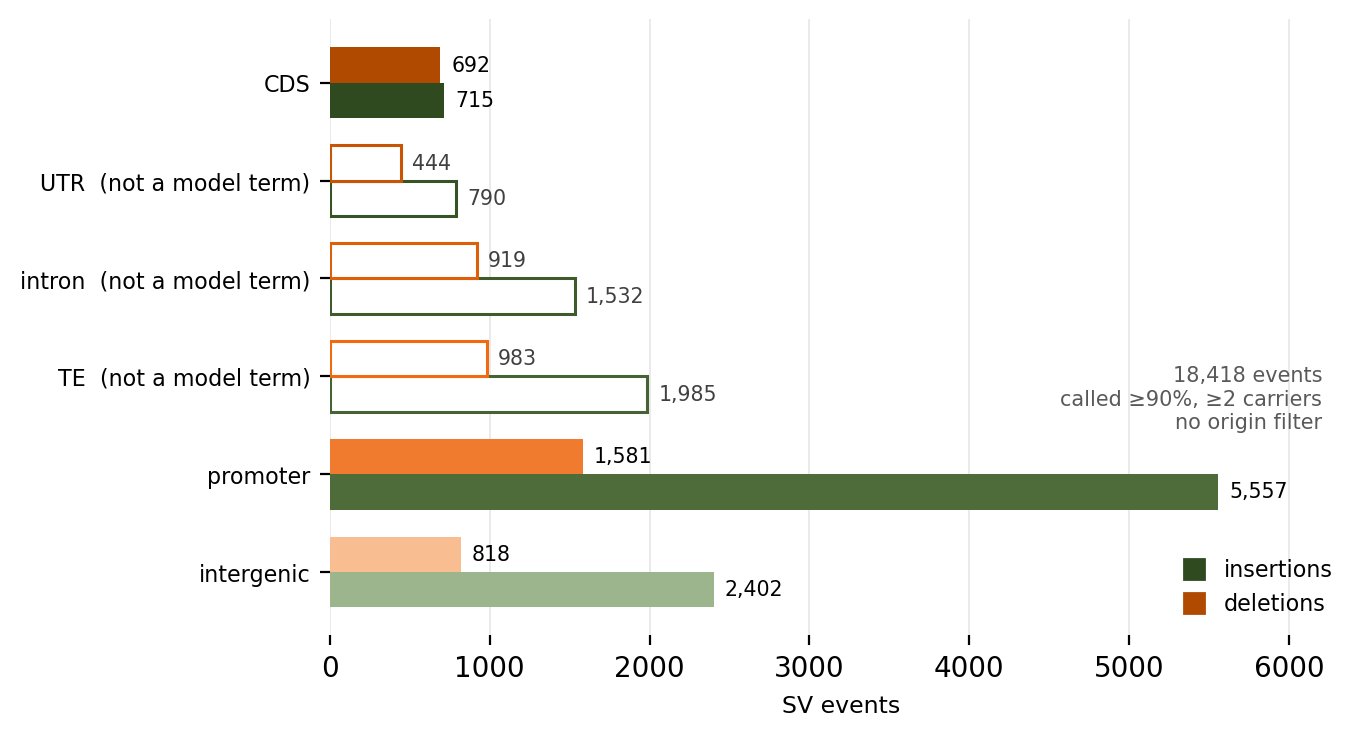 CDS
692
715
UTR  (not a model term)
444
790
intron  (not a model term)
919
1,532
TE  (not a model term)
983
1,985
18,418 events
called ≥90%, ≥2 carriers
no origin filter
promoter
1,581
5,557
intergenic
818
2,402
insertions
deletions
0 1000 2000 3000 4000 5000 6000
SV events